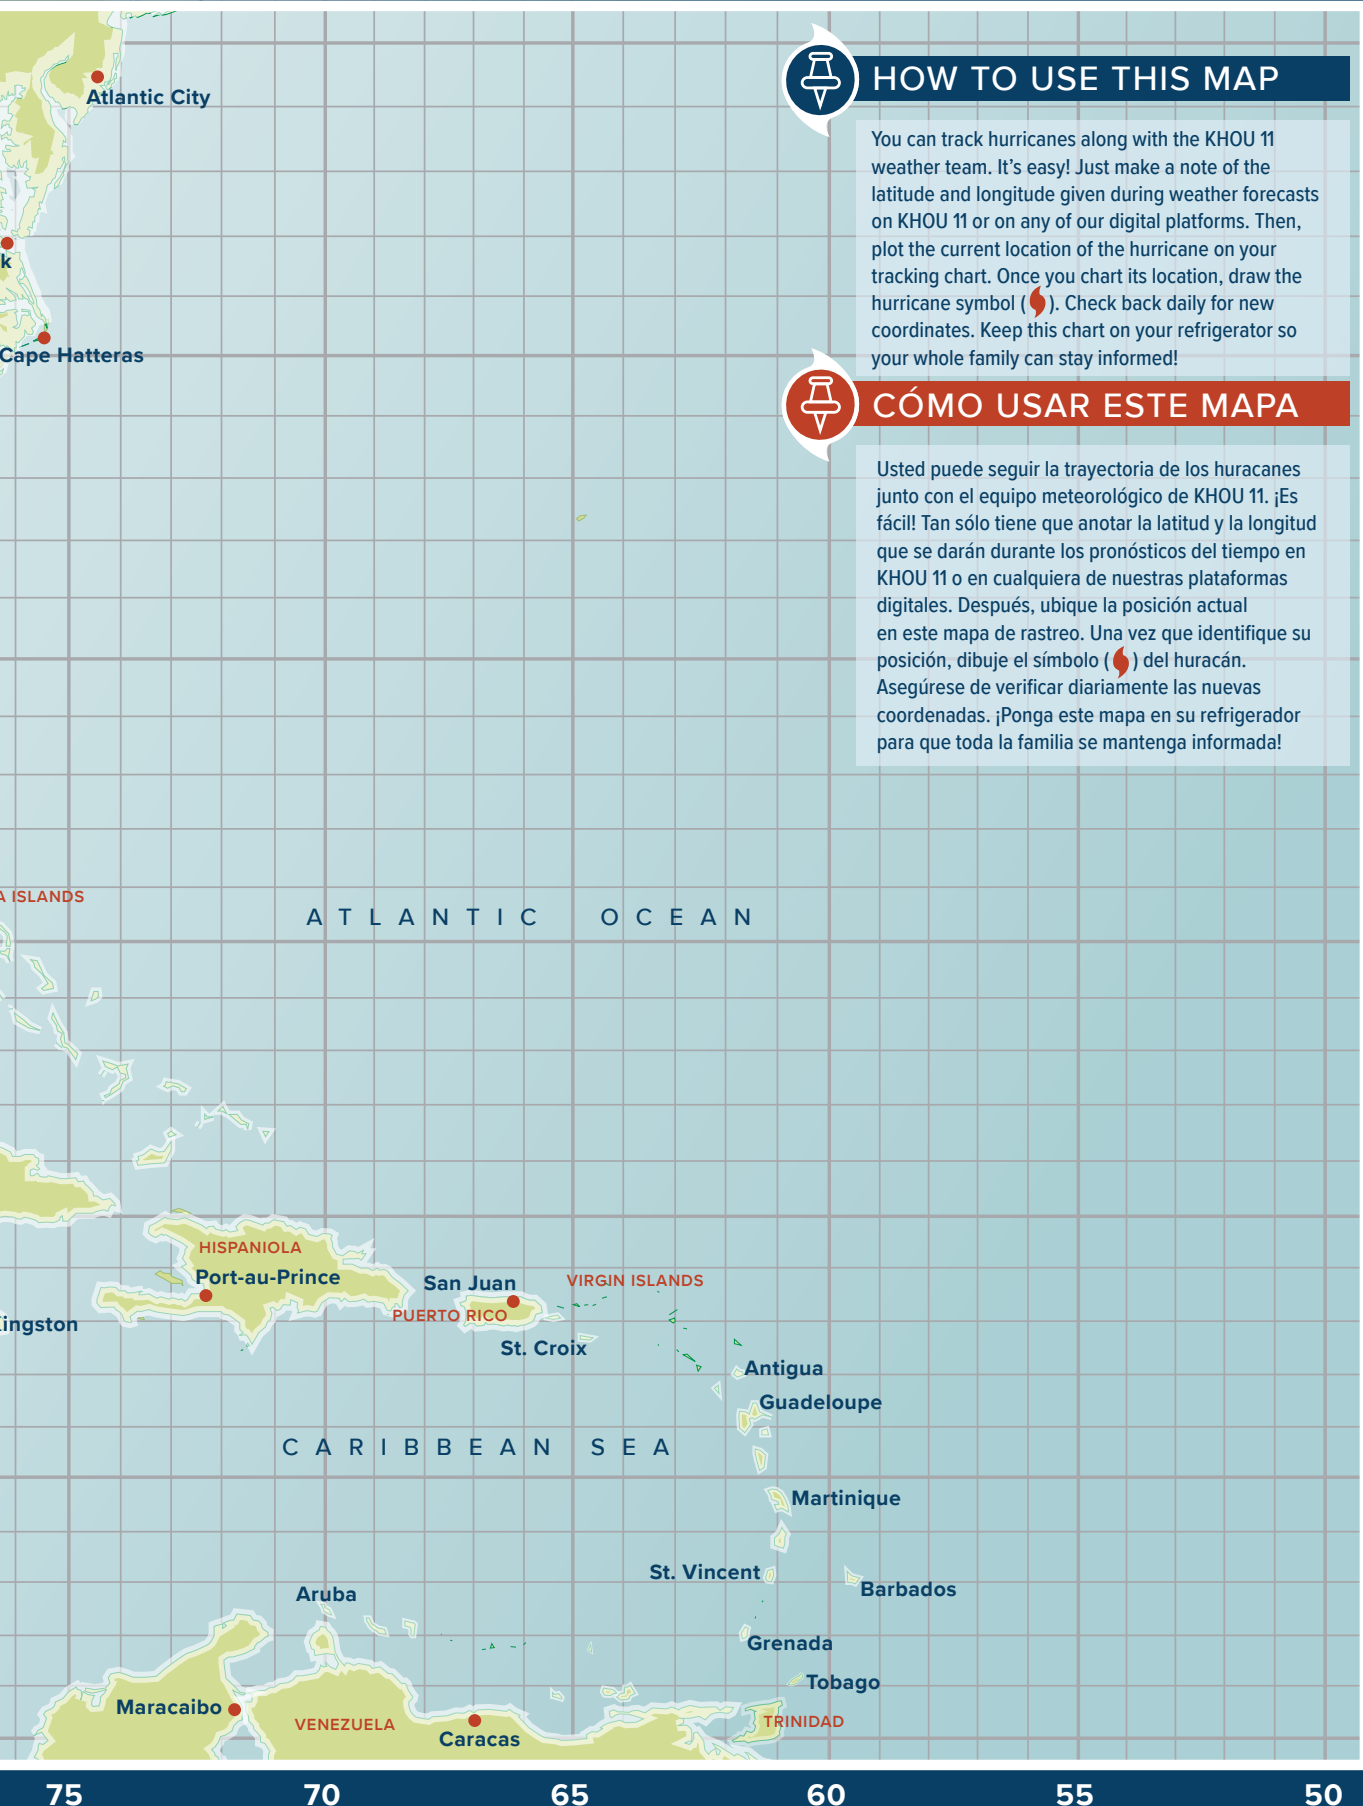 HOW TO USE THIS MAP
You can track hurricanes along with the KHOU 11
weather team. It's easy! Just make a note of the
latitude and longitude given during weather forecasts
on KHOU 11 or on any of our digital platforms. Then,
plot the current location of the hurricane on your
tracking chart. Once you chart its location, draw the
hurricane symbol ( ). Check back daily for new
coordinates. Keep this chart on your refrigerator so
your whole family can stay informed!
CÓMO USAR ESTE MAPA
Usted puede seguir la trayectoria de los huracanes
junto con el equipo meteorológico de KHOU 11. ¡Es
fácil! Tan sólo tiene que anotar la latitud y la longitud
que se darán durante los pronósticos del tiempo en
KHOU 11 o en cualquiera de nuestras plataformas
digitales. Después, ubique la posición actual
en este mapa de rastreo. Una vez que identifique su
posición, dibuje el símbolo ( ) del huracán.
Asegúrese de verificar diariamente las nuevas
coordenadas. ¡Ponga este mapa en su refrigerador
para que toda la familia se mantenga informada!
Atlantic City
k
Cape Hatteras
A ISLANDS
ATLANTIC OCEAN
HISPANIOLA
Port-au-Prince
San Juan
VIRGIN ISLANDS
PUERTO RICO
ingston
St. Croix
Antigua
Guadeloupe
CARIBBEAN SEA
Martinique
St. Vincent
Barbados
Aruba
Grenada
Tobago
Maracaibo
VENEZUELA
Caracas
TRINIDAD
75 70 65 60 55 50